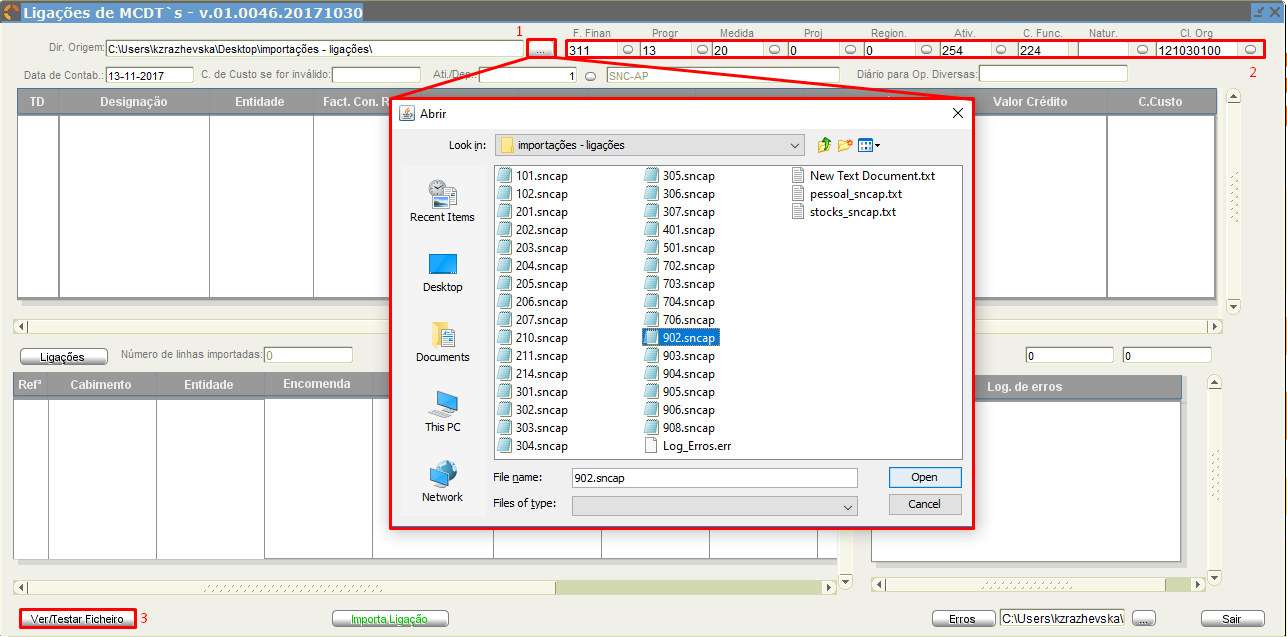 Ligações de MCDT`s - v.01.0046.20171030
1
F. Finan Progr Medida Proj Region. Ativ. C. Func. Natur. Cl. Org
Dir. Origem: C:\Users\kzrazhevska\Desktop\importações - ligações\ ... 311 13 20 0 0 254 224 121030100
2
Data de Contab.: 13-11-2017 C. de Custo se for inválido: Ati./Dep.: 1 SNC-AP Diário para Op. Diversas:
TD Designação Entidade Fact. Con. R Valor Crédito C.Custo
Abrir
Look in: importações - ligações
Recent Items
Desktop
Documents
This PC
Network
101.sncap
102.sncap
201.sncap
202.sncap
203.sncap
204.sncap
205.sncap
206.sncap
207.sncap
210.sncap
211.sncap
214.sncap
301.sncap
302.sncap
303.sncap
304.sncap
305.sncap
306.sncap
307.sncap
401.sncap
501.sncap
702.sncap
703.sncap
704.sncap
706.sncap
902.sncap
903.sncap
904.sncap
905.sncap
906.sncap
908.sncap
Log_Erros.err
New Text Document.txt
pessoal_sncap.txt
stocks_sncap.txt
File name: 902.sncap Open
Files of type: Cancel
Ligações Número de linhas importadas: 0 0 0
Refª Cabimento Entidade Encomenda Log. de erros
Ver/Testar Ficheiro 3 Importa Ligação Erros C:\Users\kzrazhevska\ ... Sair